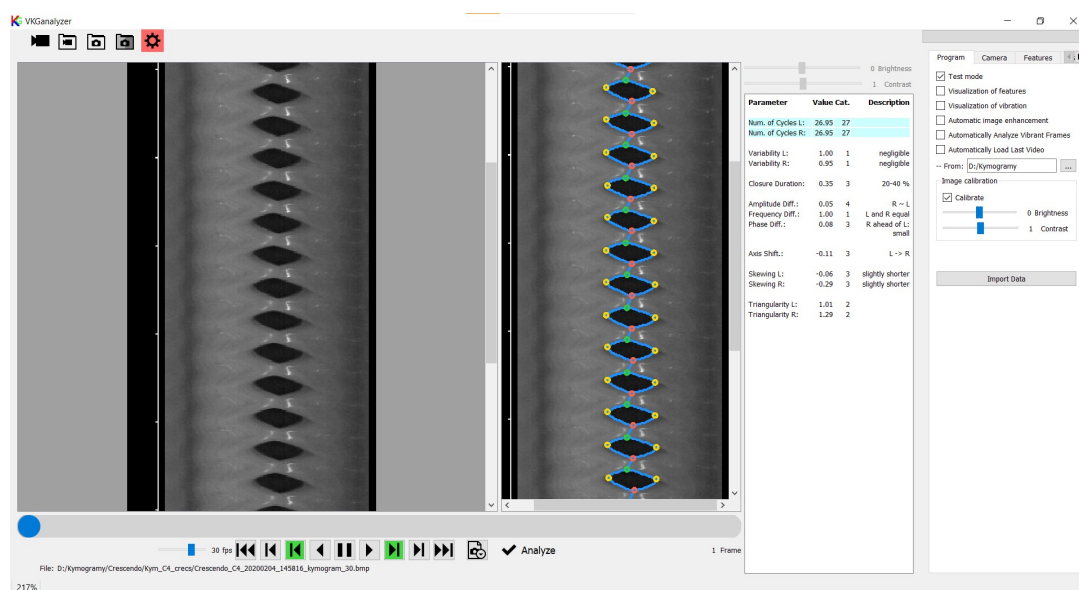 VKGanalyzer
0 Brightness
1 Contrast
Parameter Value Cat. Description
Num. of Cycles L: 26.95 27
Num. of Cycles R: 26.95 27
Variability L: 1.00 1 negligible
Variability R: 0.95 1 negligible
Closure Duration: 0.35 3 20-40 %
Amplitude Diff.: 0.05 4 R ~ L
Frequency Diff.: 1.00 1 L and R equal
Phase Diff.: 0.08 3 R ahead of L:
small
Axis Shift.: -0.11 3 L -> R
Skewing L: -0.06 3 slightly shorter
Skewing R: -0.29 3 slightly shorter
Triangularity L: 1.01 2
Triangularity R: 1.29 2
Program Camera Features
Test mode
Visualization of features
Visualization of vibration
Automatic image enhancement
Automatically Analyze Vibrant Frames
Automatically Load Last Video
-- From: D:/Kymogramy ...
Image calibration
Calibrate
0 Brightness
1 Contrast
Import Data
30 fps Analyze 1 Frame
File: D:/Kymogramy/Crescendo/Kym_C4_crecs/Crescendo_C4_20200204_145816_kymogram_30.bmp
217%